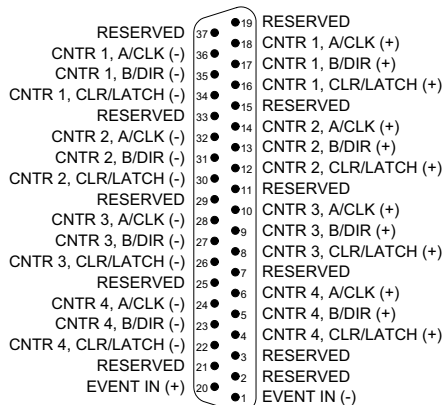 RESERVED 37
CNTR 1, A/CLK (-) 36
CNTR 1, B/DIR (-) 35
CNTR 1, CLR/LATCH (-) 34
RESERVED 33
CNTR 2, A/CLK (-) 32
CNTR 2, B/DIR (-) 31
CNTR 2, CLR/LATCH (-) 30
RESERVED 29
CNTR 3, A/CLK (-) 28
CNTR 3, B/DIR (-) 27
CNTR 3, CLR/LATCH (-) 26
RESERVED 25
CNTR 4, A/CLK (-) 24
CNTR 4, B/DIR (-) 23
CNTR 4, CLR/LATCH (-) 22
RESERVED 21
EVENT IN (+) 20
19 RESERVED
18 CNTR 1, A/CLK (+)
17 CNTR 1, B/DIR (+)
16 CNTR 1, CLR/LATCH (+)
15 RESERVED
14 CNTR 2, A/CLK (+)
13 CNTR 2, B/DIR (+)
12 CNTR 2, CLR/LATCH (+)
11 RESERVED
10 CNTR 3, A/CLK (+)
9 CNTR 3, B/DIR (+)
8 CNTR 3, CLR/LATCH (+)
7 RESERVED
6 CNTR 4, A/CLK (+)
5 CNTR 4, B/DIR (+)
4 CNTR 4, CLR/LATCH (+)
3 RESERVED
2 RESERVED
1 EVENT IN (-)